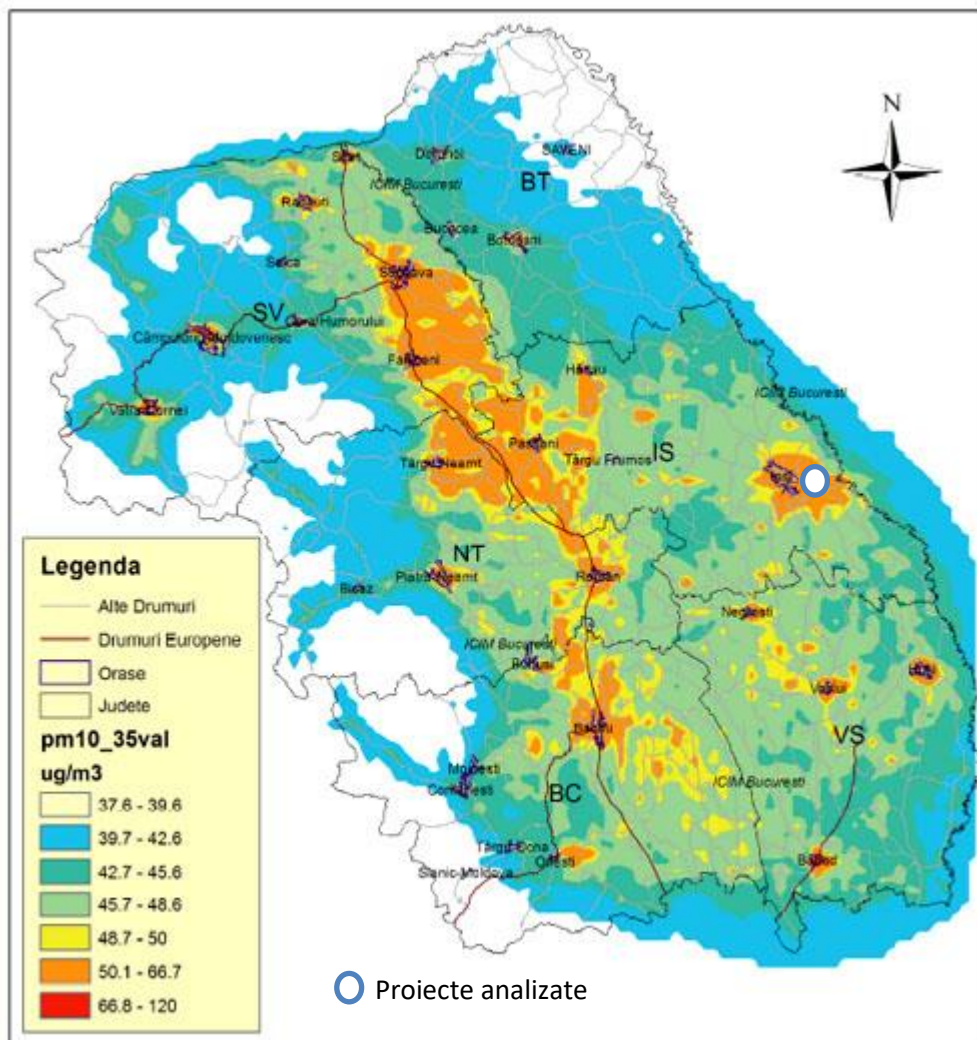 N
Siret
Dorohoi
SAVENI
ICIM Bucuresti
BT
Radauti
Bucecea
Botosani
Solca
Suceava
SV
Gura Humorului
Câmpulung Moldovenesc
Falticeni
Hârlau
ICIM Bucuresti
Vatra Dornei
Pascani
Târgu Frumos
IS
Târgu Neamt
NT
Piatra Neamt
Roman
Bicaz
Negresti
ICIM Bucuresti
Buhusi
Husi
Vaslui
Bacau
VS
Moinesti
Comanesti
BC
ICIM Bucuresti
Târgu Ocna
Onesti
Bârlad
Slanic-Moldova
Legenda
Alte Drumuri
Drumuri Europene
Orase
Judete
pm10_35val
ug/m3
37.6 - 39.6
39.7 - 42.6
42.7 - 45.6
45.7 - 48.6
48.7 - 50
50.1 - 66.7
66.8 - 120
Proiecte analizate